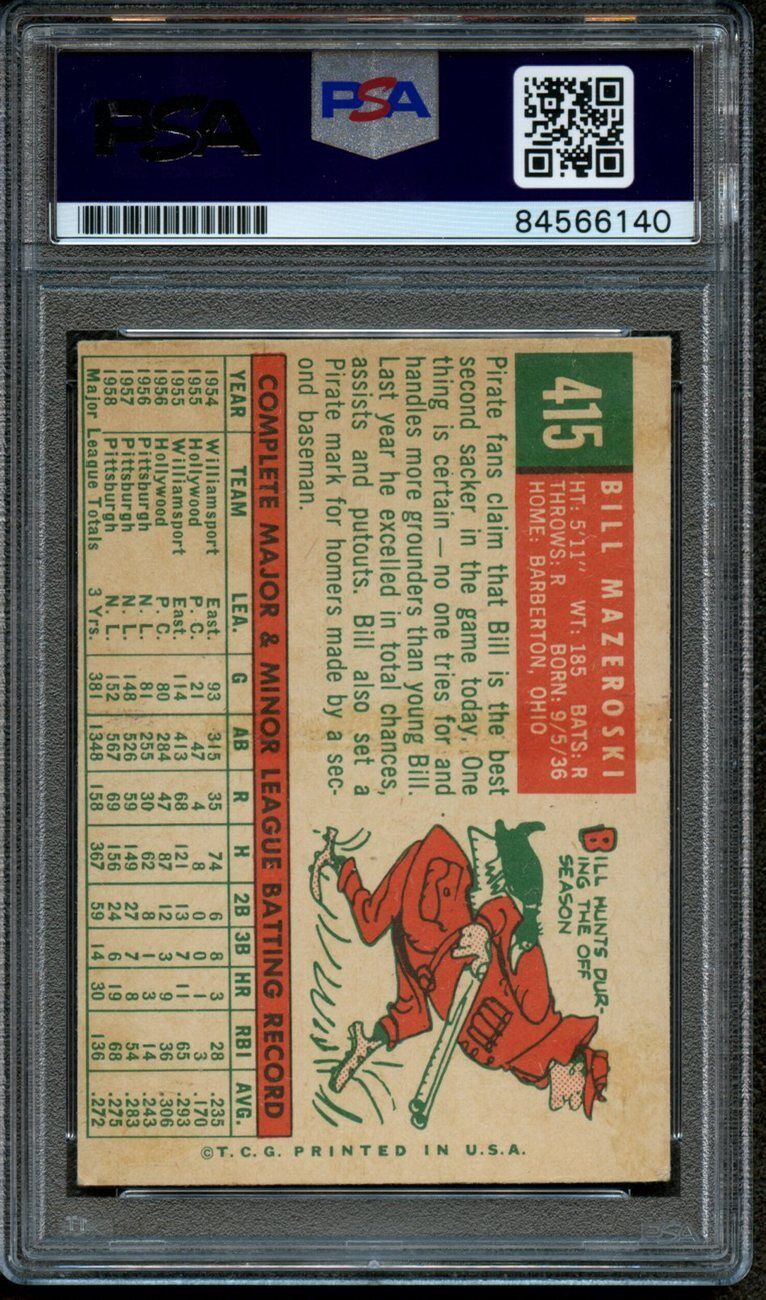 PSA
PSA
84566140
415
BILL MAZEROSKI
HT: 5'11" WT: 185 BATS: R
THROWS: R BORN: 9/5/36
HOME: BARBERTON, OHIO
Pirate fans claim that Bill is the best
second sacker in the game today. One
thing is certain — no one tries for and
handles more grounders than young Bill.
Last year he excelled in total chances,
assists and putouts. Bill also set a
Pirate mark for homers made by a sec-
ond baseman.
BILL HUNTS DUR-
ING THE OFF
SEASON
COMPLETE MAJOR & MINOR LEAGUE BATTING RECORD
YEAR TEAM LEA. G AB R H 2B 3B HR RBI AVG.
1954 Williamsport East. 93 315 35 74 6 8 3 28 .235
1955 Hollywood P. C. 21 47 4 8 0 0 1 3 .170
1955 Williamsport East. 114 413 68 121 13 7 11 65 .293
1956 Hollywood P. C. 80 284 47 87 12 3 9 36 .306
1956 Pittsburgh N. L. 81 255 30 62 8 1 3 14 .243
1957 Pittsburgh N. L. 148 526 59 149 27 7 8 54 .283
1958 Pittsburgh N. L. 152 567 69 156 24 6 19 68 .275
Major League Totals 3 Yrs. 381 1348 158 367 59 14 30 136 .272
©T.C.G. PRINTED IN U.S.A.
PSA